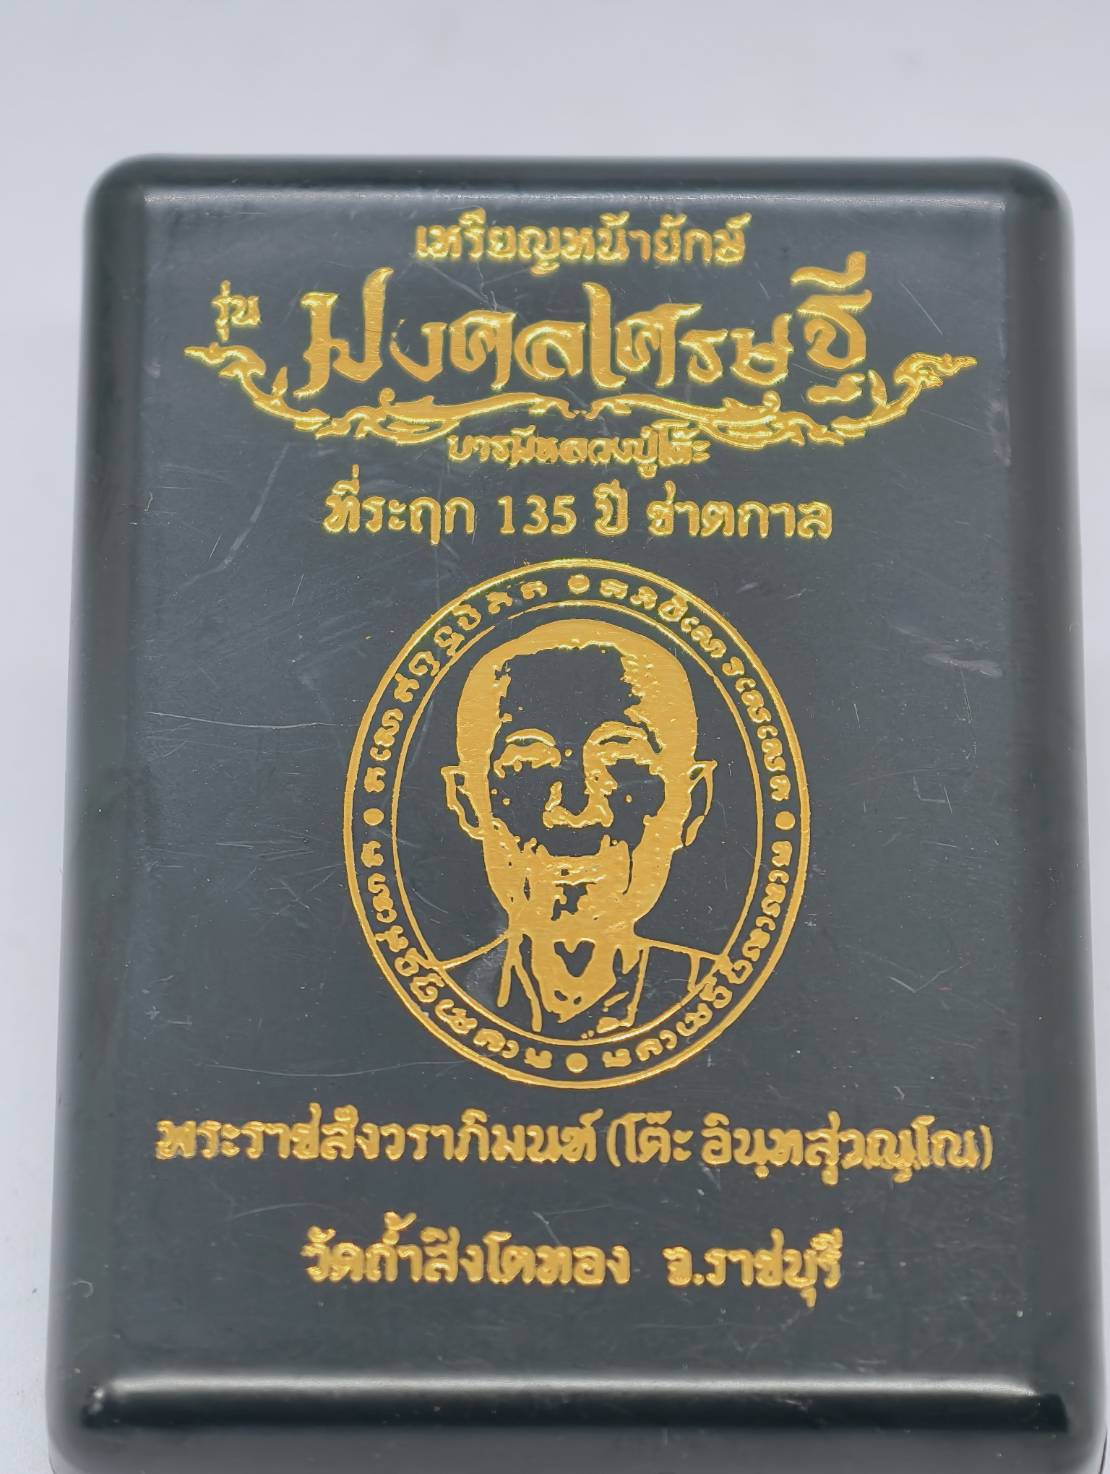 เหรียญหน้ายักษ์
รุ่น มงคลเศรษฐี
บารมีหลวงปู่โต๊ะ
ที่ระฤก 135 ปี ชาตกาล
พระราชสังวราภิมนฑ์ (โต๊ะ อินฺทสุวณฺโณ)
วัดถ้ำสิงโตทอง จ.ราชบุรี